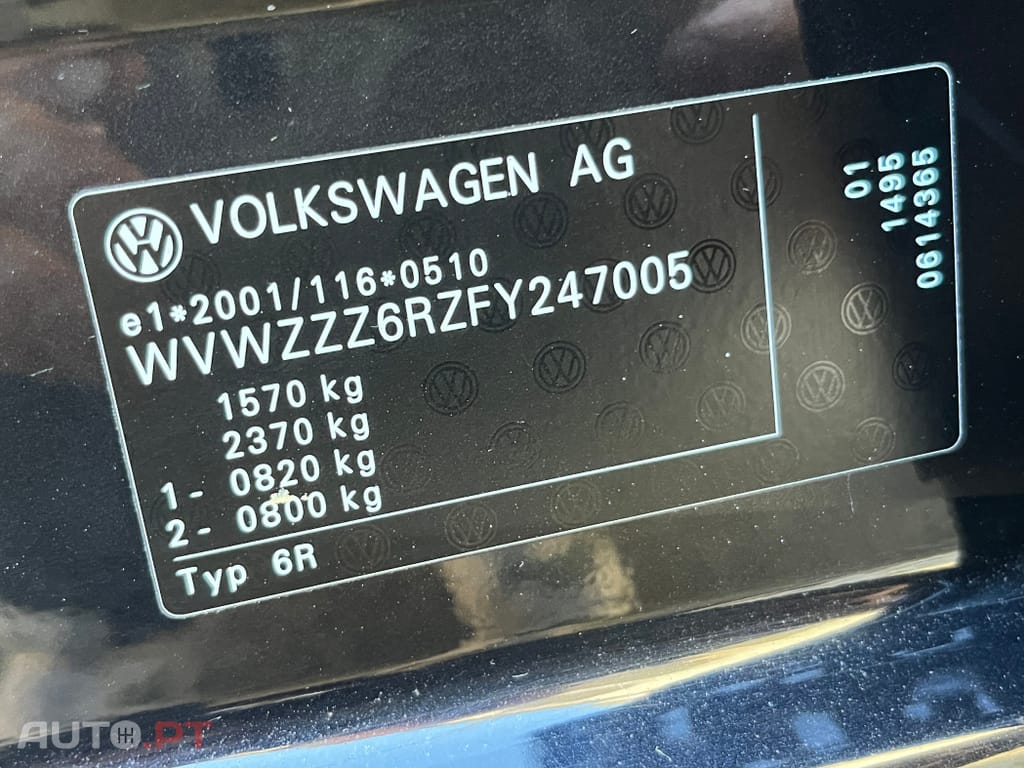 VOLKSWAGEN AG
e1*2001/116*0510
WVWZZZ6RZFY247005
1570 kg
2370 kg
1- 0820 kg
2- 0800 kg
Typ 6R
01
1495
0614365
AUTO.PT